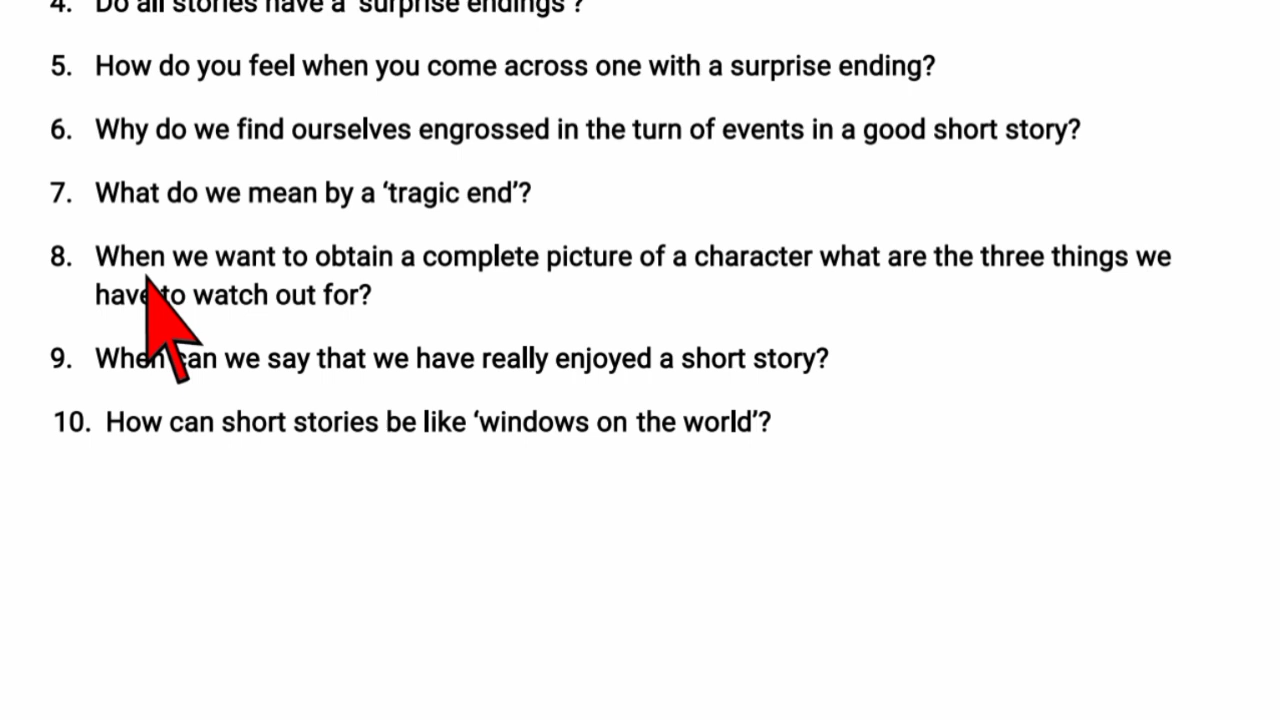 4. Do all stories have a 'surprise endings'?
5. How do you feel when you come across one with a surprise ending?
6. Why do we find ourselves engrossed in the turn of events in a good short story?
7. What do we mean by a ‘tragic end’?
8. When we want to obtain a complete picture of a character what are the three things we
have to watch out for?
9. When can we say that we have really enjoyed a short story?
10. How can short stories be like ‘windows on the world’?